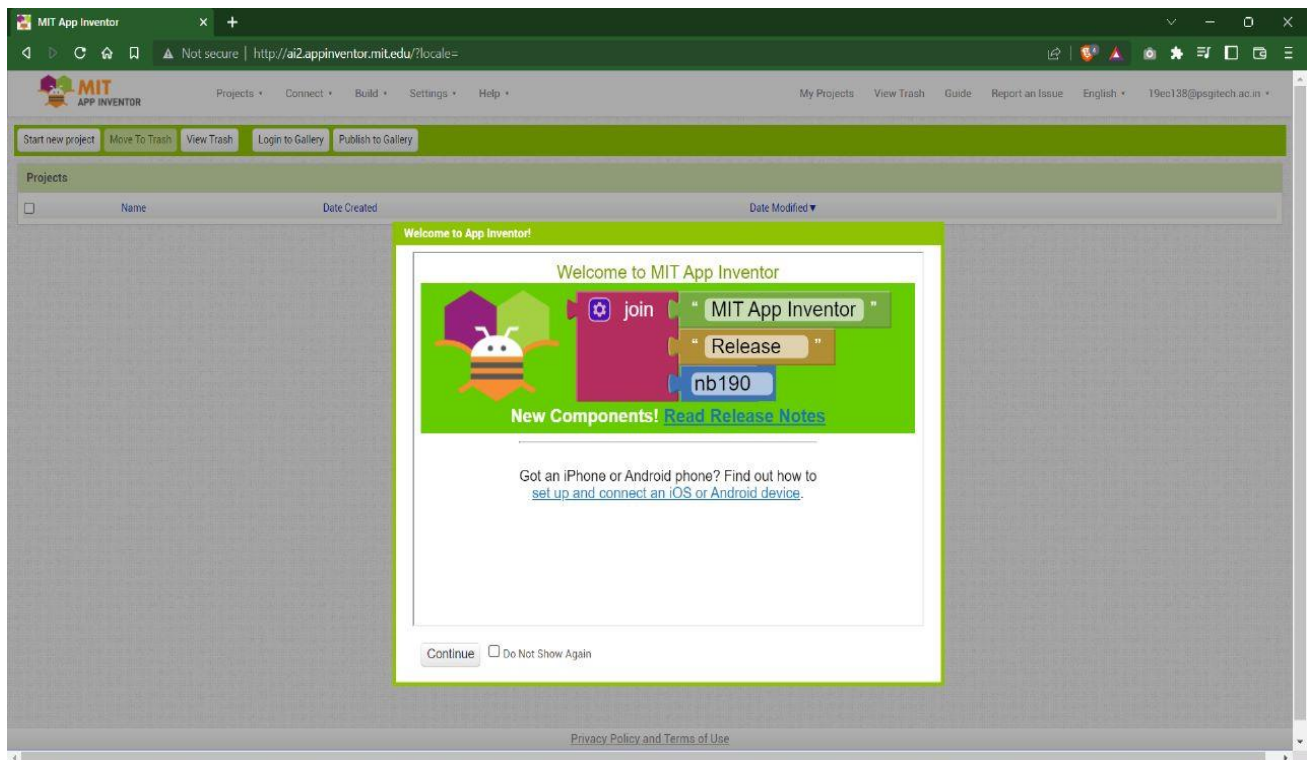 MIT App Inventor
Not secure | http://ai2.appinventor.mit.edu/?locale=
MIT APP INVENTOR
Projects Connect Build Settings Help My Projects View Trash Guide Report an Issue English 19ec138@psgitech.ac.in
Start new project Move To Trash View Trash Login to Gallery Publish to Gallery
Projects
Name Date Created Date Modified
Welcome to App Inventor!
Welcome to MIT App Inventor
join " MIT App Inventor "
" Release "
nb190
New Components! Read Release Notes
Got an iPhone or Android phone? Find out how to
set up and connect an iOS or Android device.
Continue Do Not Show Again
Privacy Policy and Terms of Use